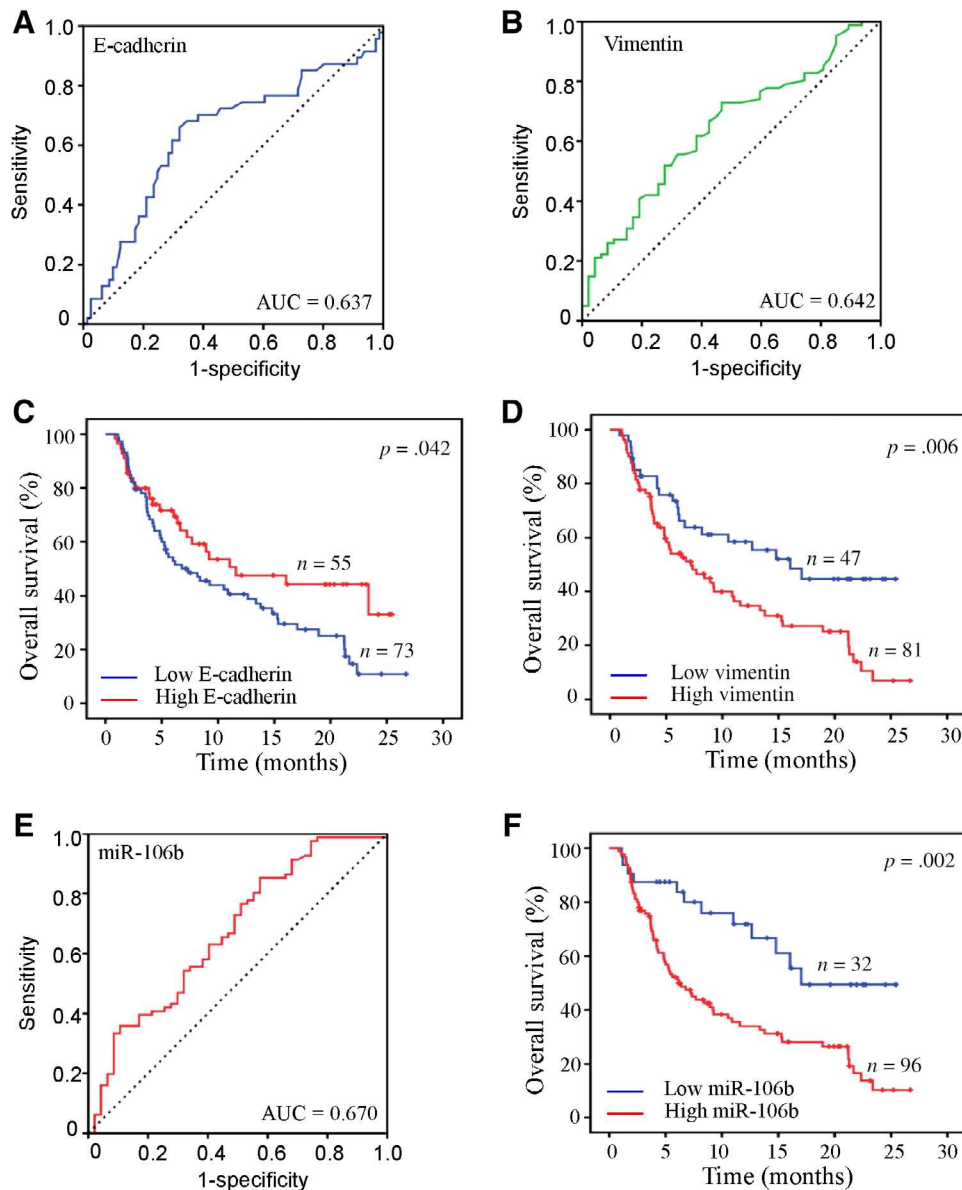 A
E-cadherin
Sensitivity
1.0
0.8
0.6
0.4
0.2
0
AUC = 0.637
0 0.2 0.4 0.6 0.8 1.0
1-specificity
B
Vimentin
Sensitivity
1.0
0.8
0.6
0.4
0.2
0
AUC = 0.642
0 0.2 0.4 0.6 0.8 1.0
1-specificity
C
Overall survival (%)
100
80
60
40
20
0
p = .042
n = 55
n = 73
Low E-cadherin
High E-cadherin
0 5 10 15 20 25 30
Time (months)
D
Overall survival (%)
100
80
60
40
20
0
p = .006
n = 47
n = 81
Low vimentin
High vimentin
0 5 10 15 20 25 30
Time (months)
E
miR-106b
Sensitivity
1.0
0.8
0.6
0.4
0.2
0
AUC = 0.670
0 0.2 0.4 0.6 0.8 1.0
1-specificity
F
Overall survival (%)
100
80
60
40
20
0
p = .002
n = 32
n = 96
Low miR-106b
High miR-106b
0 5 10 15 20 25 30
Time (months)